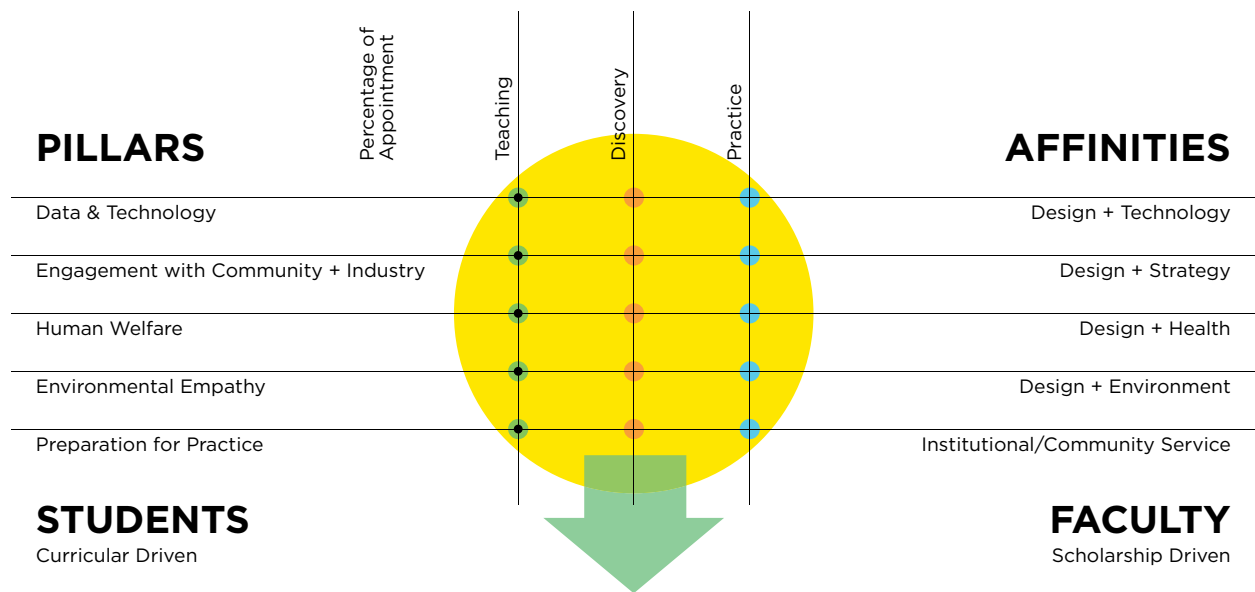 Percentage of
Appointment
Teaching
Discovery
Practice
PILLARS
AFFINITIES
Data & Technology
Design + Technology
Engagement with Community + Industry
Design + Strategy
Human Welfare
Design + Health
Environmental Empathy
Design + Environment
Preparation for Practice
Institutional/Community Service
STUDENTS
FACULTY
Curricular Driven
Scholarship Driven